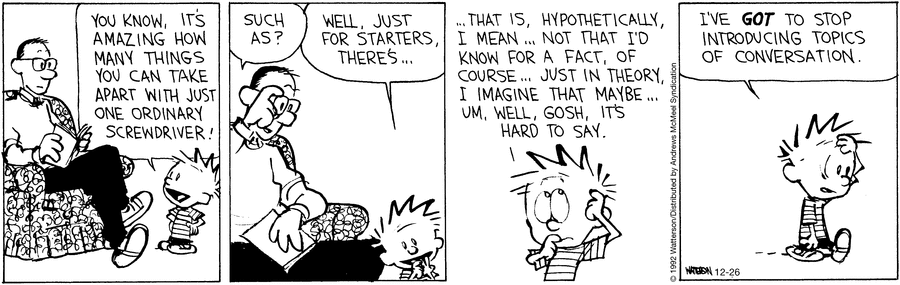 YOU KNOW, IT'S
AMAZING HOW
MANY THINGS
YOU CAN TAKE
APART WITH JUST
ONE ORDINARY
SCREWDRIVER!
SUCH
AS?
WELL, JUST
FOR STARTERS,
THERE'S...
...THAT IS, HYPOTHETICALLY,
I MEAN... NOT THAT I'D
KNOW FOR A FACT, OF
COURSE... JUST IN THEORY,
I IMAGINE THAT MAYBE...
UM, WELL, GOSH, IT'S
HARD TO SAY.
© 1992 Watterson/Distributed by Andrews McMeel Syndication
I'VE GOT TO STOP
INTRODUCING TOPICS
OF CONVERSATION.
WATTERSON 12-26